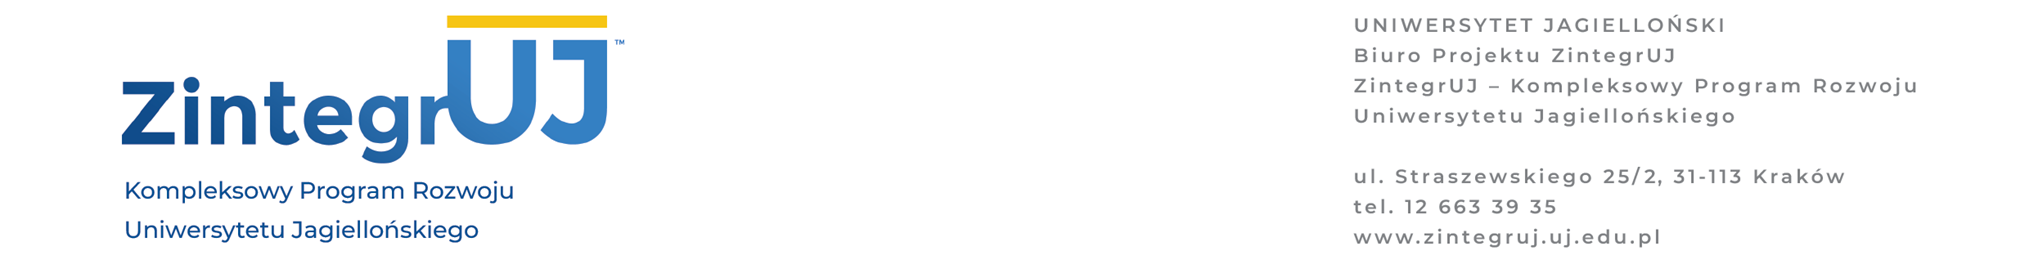 ZintegrUJ™
Kompleksowy Program Rozwoju
Uniwersytetu Jagiellońskiego
UNIWERSYTET JAGIELLOŃSKI
Biuro Projektu ZintegrUJ
ZintegrUJ – Kompleksowy Program Rozwoju
Uniwersytetu Jagiellońskiego
ul. Straszewskiego 25/2, 31-113 Kraków
tel. 12 663 39 35
www.zintegruj.uj.edu.pl